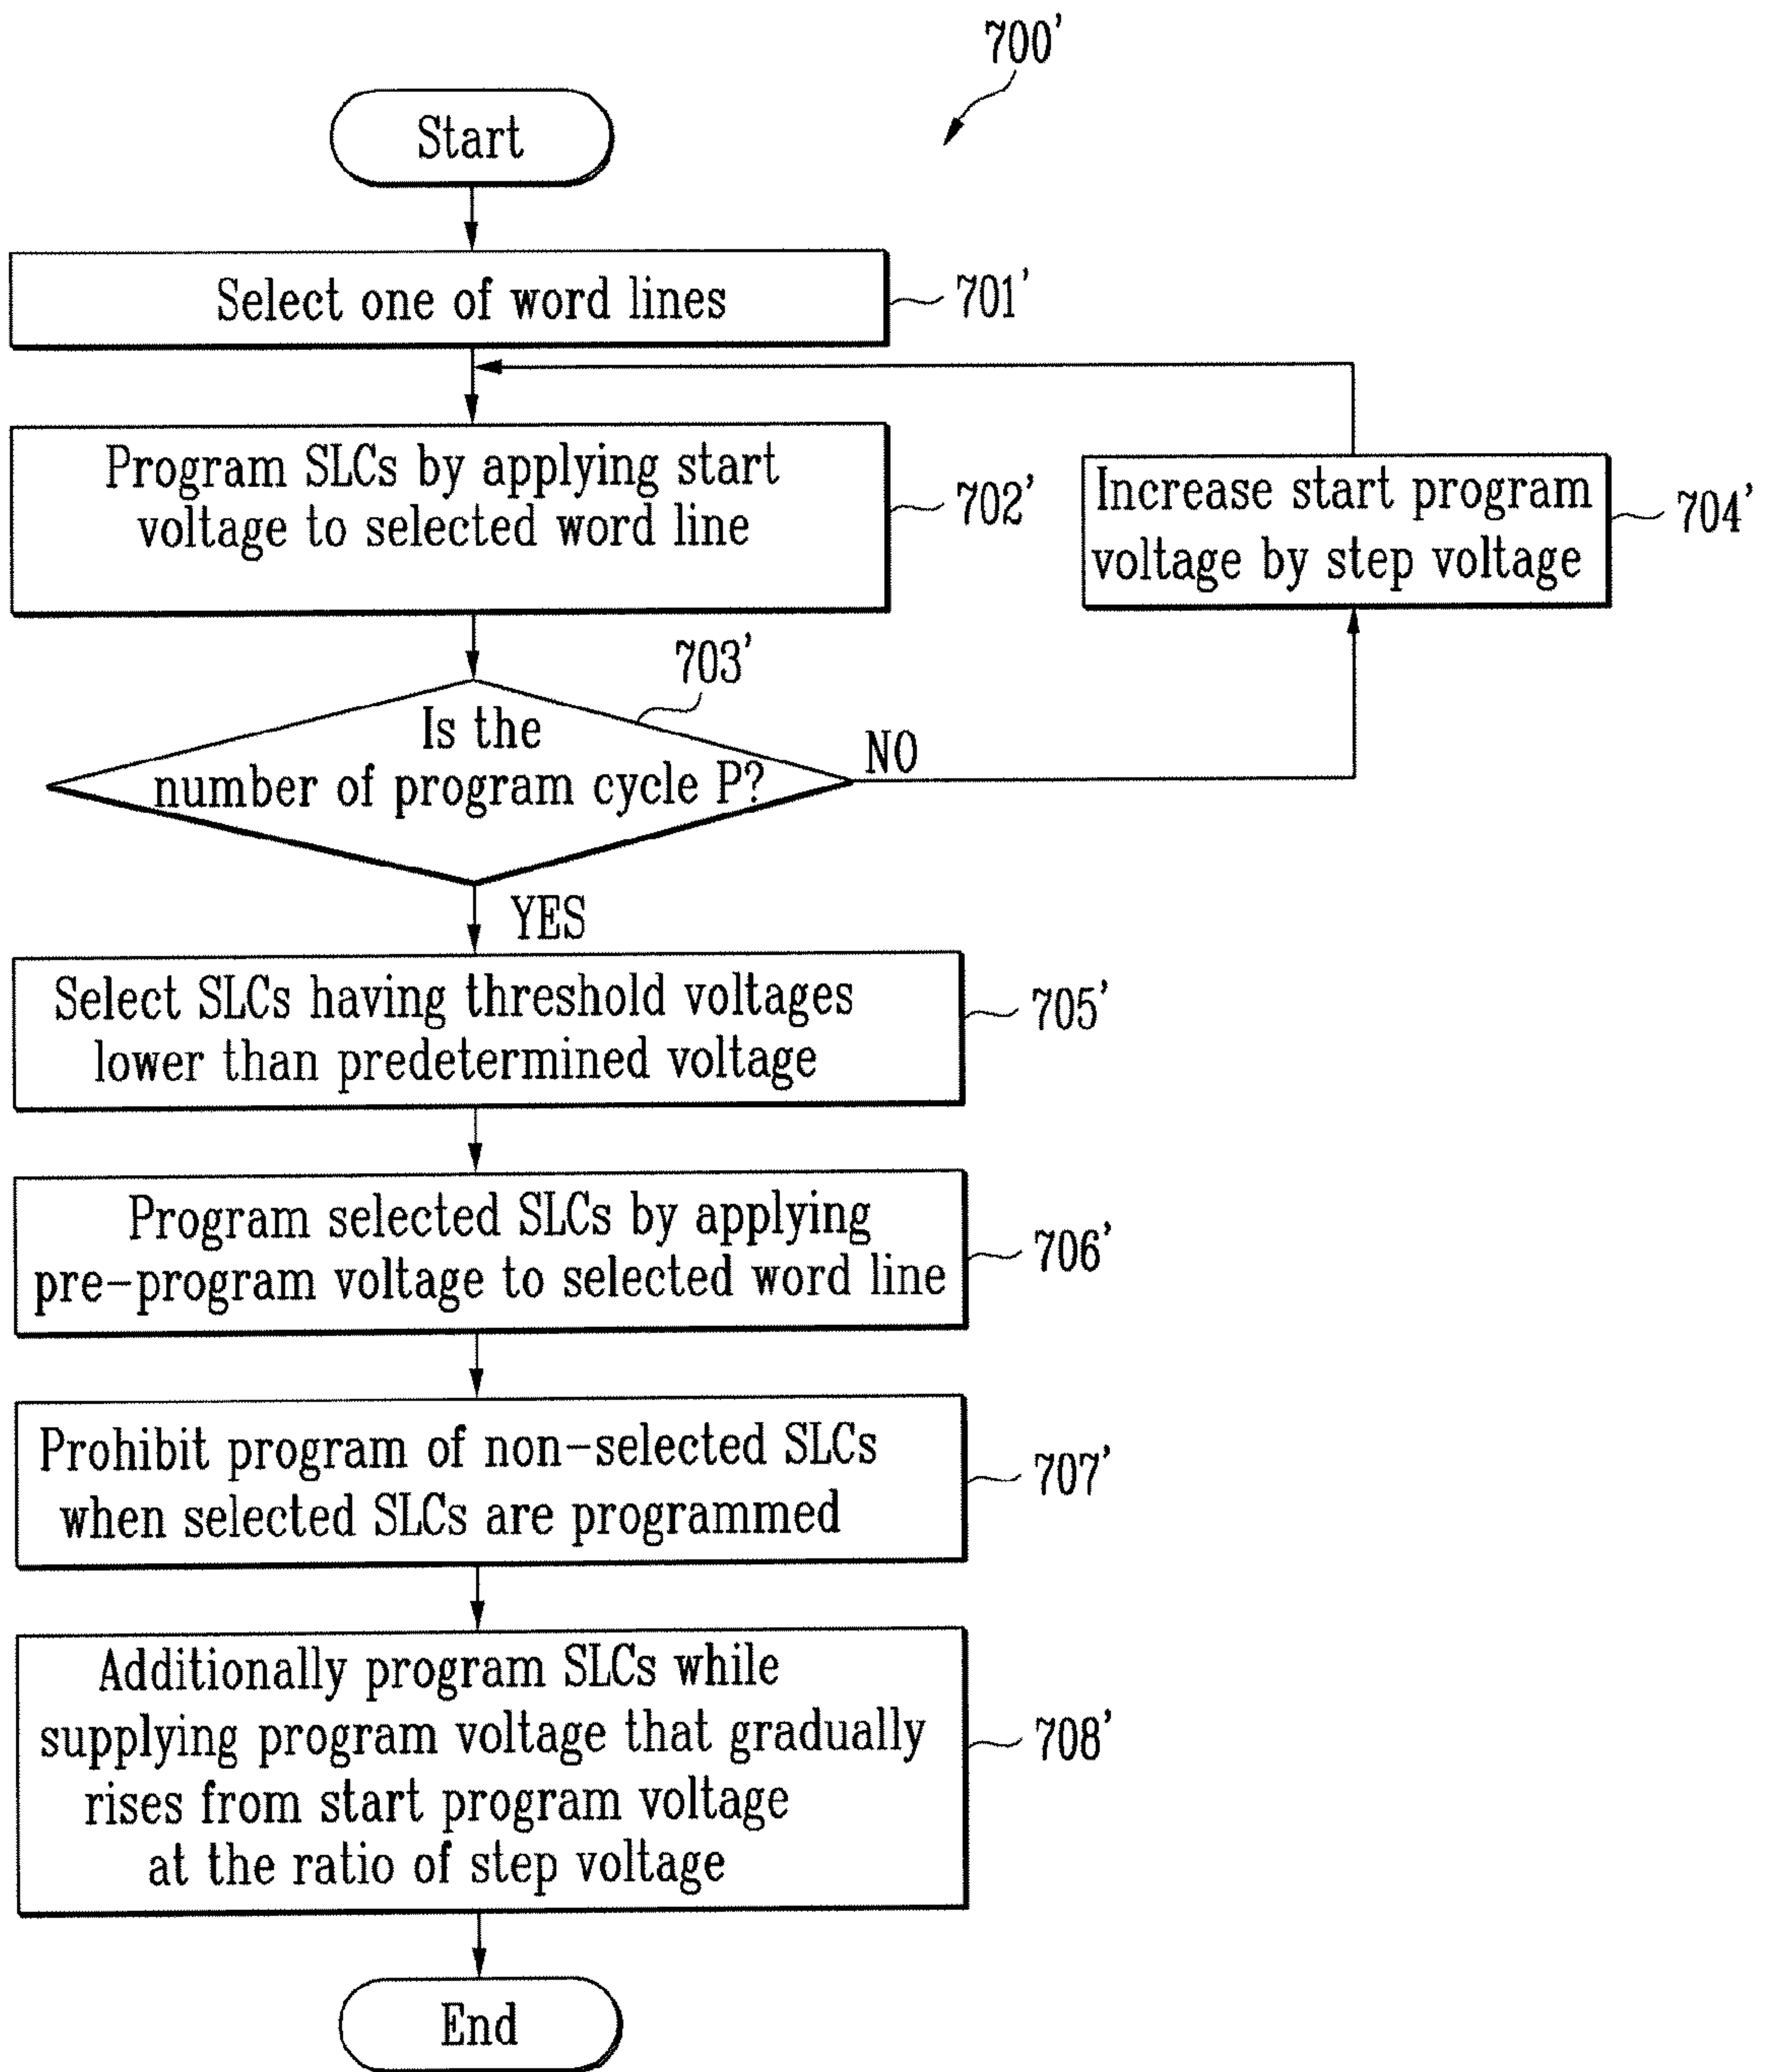 700'
Start
Select one of word lines
701'
Program SLCs by applying start
voltage to selected word line
702'
Increase start program
voltage by step voltage
704'
703'
Is the
number of program cycle P?
NO
YES
Select SLCs having threshold voltages
lower than predetermined voltage
705'
Program selected SLCs by applying
pre-program voltage to selected word line
706'
Prohibit program of non-selected SLCs
when selected SLCs are programmed
707'
Additionally program SLCs while
supplying program voltage that gradually
rises from start program voltage
at the ratio of step voltage
708'
End